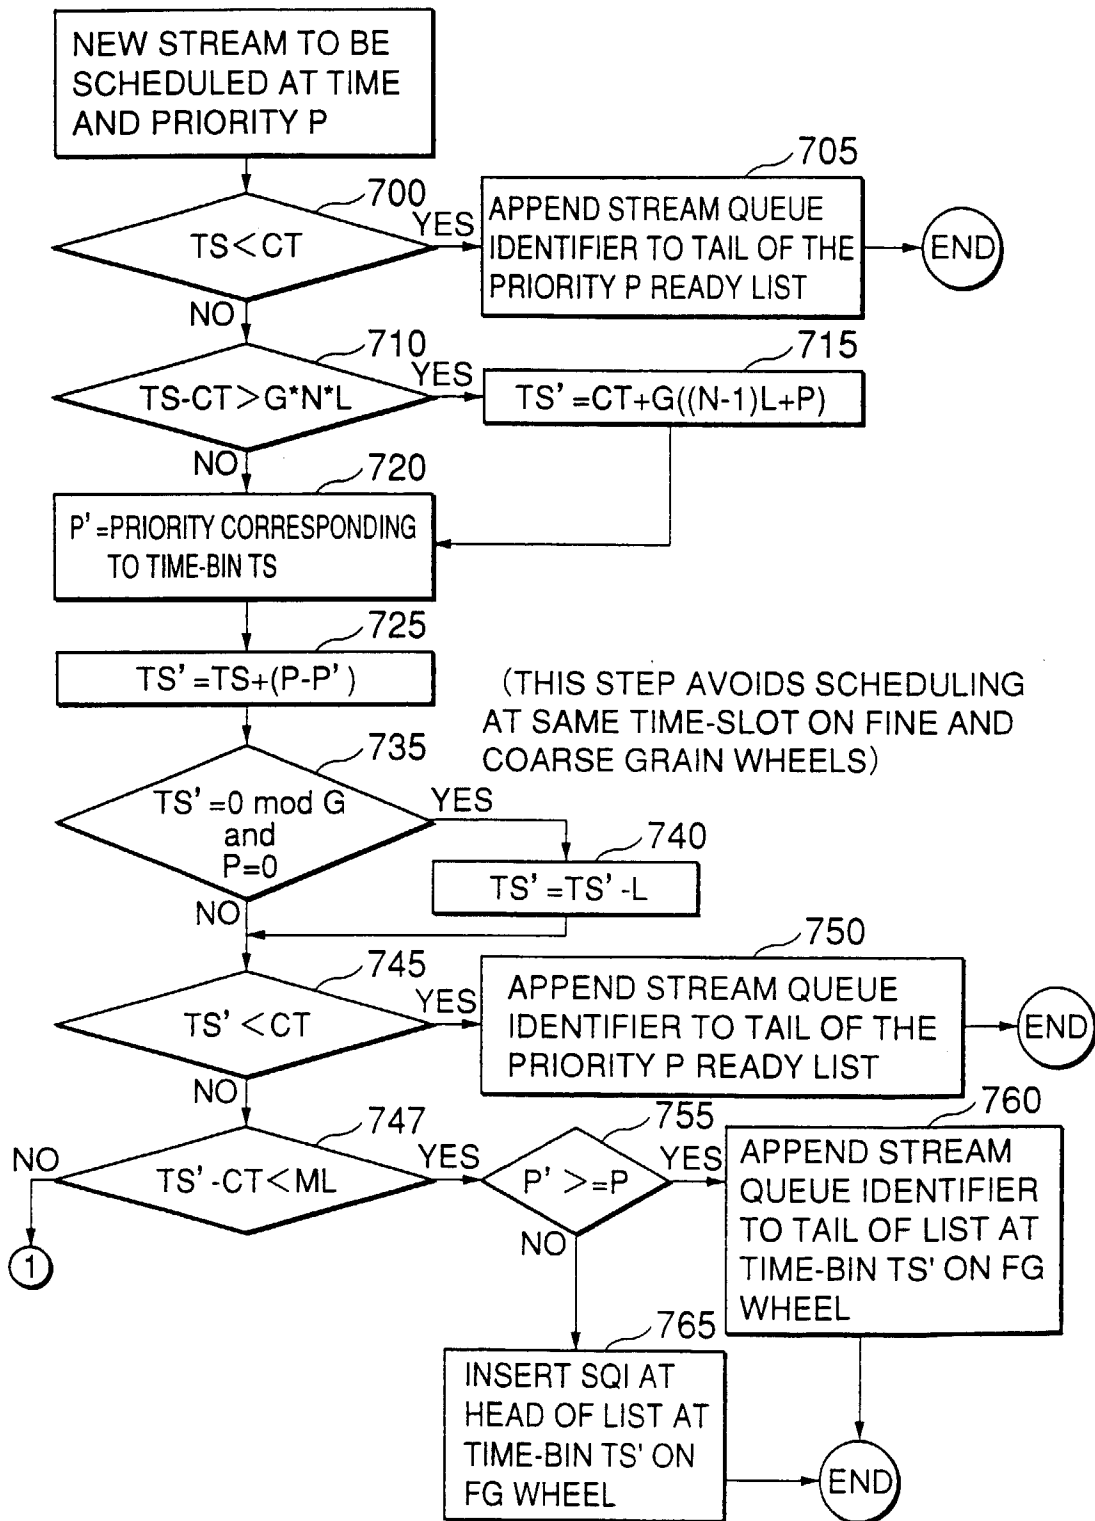 NEW STREAM TO BE
SCHEDULED AT TIME
AND PRIORITY P
700
TS<CT
YES
NO
705
APPEND STREAM QUEUE
IDENTIFIER TO TAIL OF THE
PRIORITY P READY LIST
END
710
TS-CT>G*N*L
YES
NO
715
TS'=CT+G((N-1)L+P)
720
P'=PRIORITY CORRESPONDING
TO TIME-BIN TS
725
TS'=TS+(P-P')
(THIS STEP AVOIDS SCHEDULING
AT SAME TIME-SLOT ON FINE AND
COARSE GRAIN WHEELS)
735
TS'=0 mod G
and
P=0
YES
NO
740
TS'=TS'-L
745
TS'<CT
YES
NO
750
APPEND STREAM QUEUE
IDENTIFIER TO TAIL OF THE
PRIORITY P READY LIST
END
747
TS'-CT<ML
NO
YES
1
755
P'>=P
YES
NO
760
APPEND STREAM
QUEUE IDENTIFIER
TO TAIL OF LIST AT
TIME-BIN TS' ON FG
WHEEL
765
INSERT SQI AT
HEAD OF LIST AT
TIME-BIN TS' ON
FG WHEEL
END